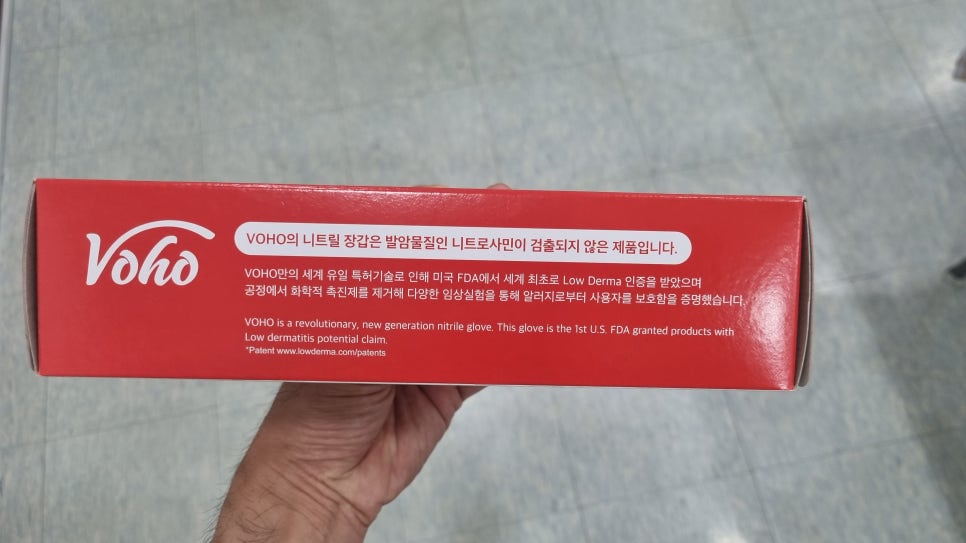 Voho
VOHO의 니트릴 장갑은 발암물질인 니트로사민이 검출되지 않은 제품입니다.
VOHO만의 세계 유일 특허기술로 인해 미국 FDA에서 세계 최초로 Low Derma 인증을 받았으며
공정에서 화학적 촉진제를 제거해 다양한 임상실험을 통해 알러지로부터 사용자를 보호함을 증명했습니다.
VOHO is a revolutionary, new generation nitrile glove. This glove is the 1st U.S. FDA granted products with
Low dermatitis potential claim.
*Patent www.lowderma.com/patents